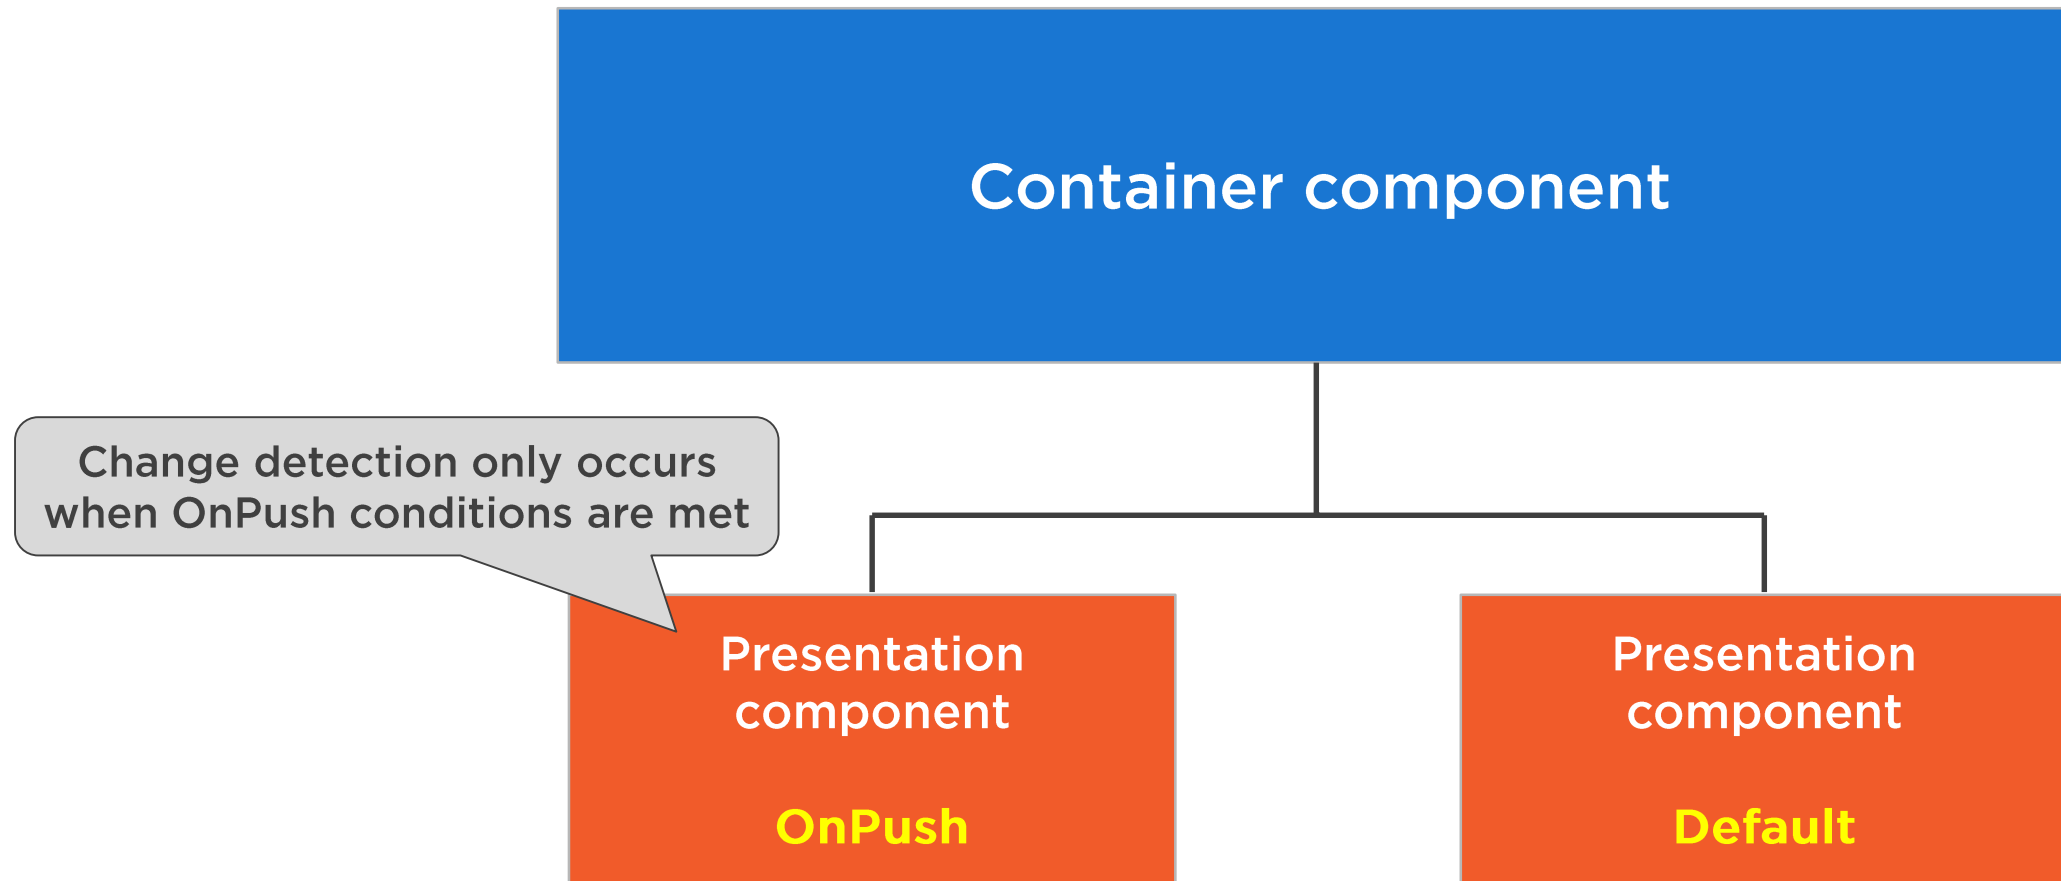 Container component
Change detection only occurs
when OnPush conditions are met
Presentation
component
OnPush
Presentation
component
Default